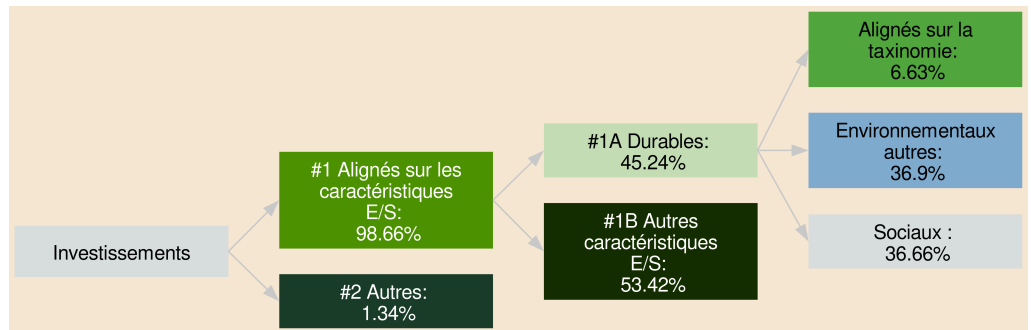 Investissements
#1 Alignés sur les
caractéristiques
E/S:
98.66%
#2 Autres:
1.34%
#1A Durables:
45.24%
#1B Autres
caractéristiques
E/S:
53.42%
Alignés sur la
taxinomie:
6.63%
Environnementaux
autres:
36.9%
Sociaux :
36.66%